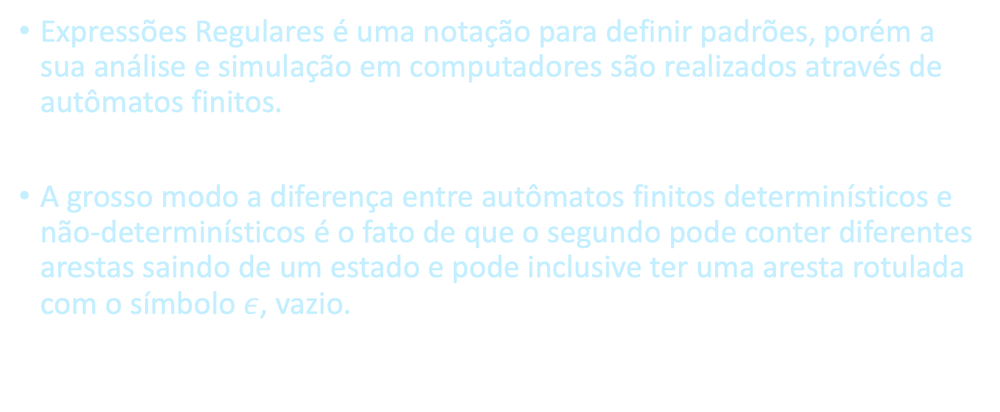 • Expressões Regulares é uma notação para definir padrões, porém a
sua análise e simulação em computadores são realizados através de
autômatos finitos.
• A grosso modo a diferença entre autômatos finitos determinísticos e
não-determinísticos é o fato de que o segundo pode conter diferentes
arestas saindo de um estado e pode inclusive ter uma aresta rotulada
com o símbolo ϵ, vazio.